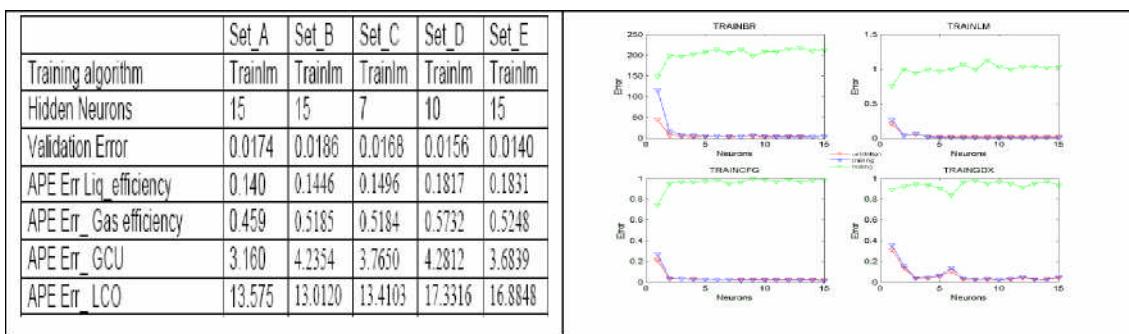 Set_A Set_B Set_C Set_D Set_E
Training algorithm Trainlm Trainlm Trainlm Trainlm Trainlm
Hidden Neurons 15 15 7 10 15
Validation Error 0.0174 0.0186 0.0168 0.0156 0.0140
APE Err Liq_efficiency 0.140 0.1446 0.1496 0.1817 0.1831
APE Err_ Gas efficiency 0.459 0.5185 0.5184 0.5732 0.5248
APE Err_ GCU 3.160 4.2354 3.7650 4.2812 3.6839
APE Err_ LCO 13.575 13.0120 13.4103 17.3316 16.8848
TRAINBR
250
200
150
100
50
0
Error
0 5 10 15
Neurons
TRAINLM
1.5
1
0.5
0
Error
0 5 10 15
Neurons
validation
training
TRAINCFG
1
0.8
0.6
0.4
0.2
0
Error
0 5 10 15
Neurons
TRAINGDX
1
0.8
0.6
0.4
0.2
0
Error
0 5 10 15
Neurons